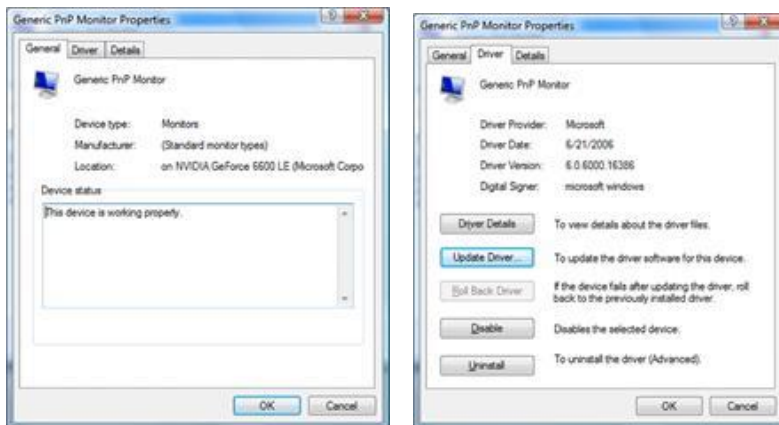 Generic PnP Monitor Properties
General Driver Details
Generic PnP Monitor
Device type: Monitors
Manufacturer: (Standard monitor types)
Location: on NVIDIA GeForce 6600 LE (Microsoft Corpo
Device status
This device is working properly.
OK Cancel
Generic PnP Monitor Properties
General Driver Details
Generic PnP Monitor
Driver Provider: Microsoft
Driver Date: 6/21/2006
Driver Version: 6.0.6000.16386
Digital Signer: microsoft windows
Driver Details To view details about the driver files.
Update Driver... To update the driver software for this device.
Roll Back Driver If the device fails after updating the driver, roll
back to the previously installed driver.
Disable Disables the selected device.
Uninstall To uninstall the driver (Advanced).
OK Cancel